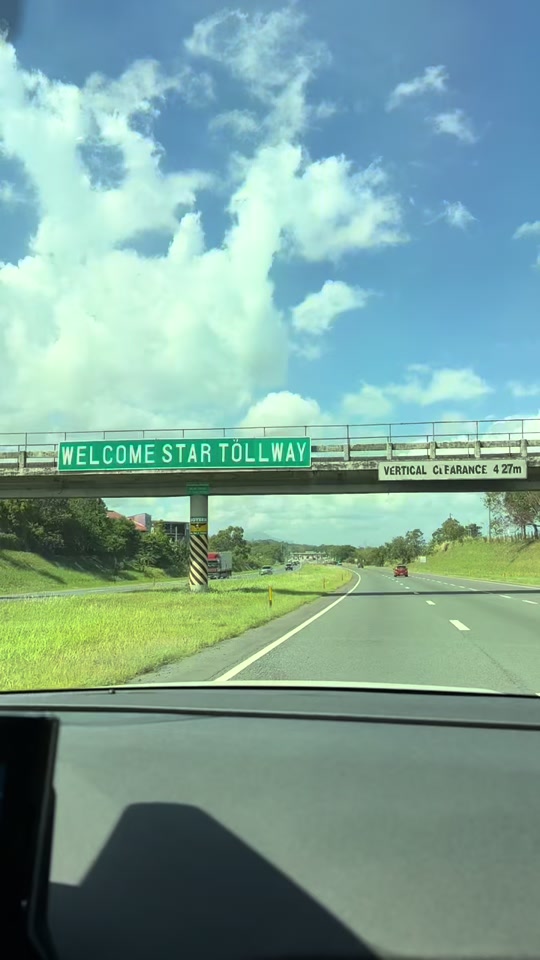 WELCOME STAR TOLLWAY
VERTICAL CLEARANCE 4.27m